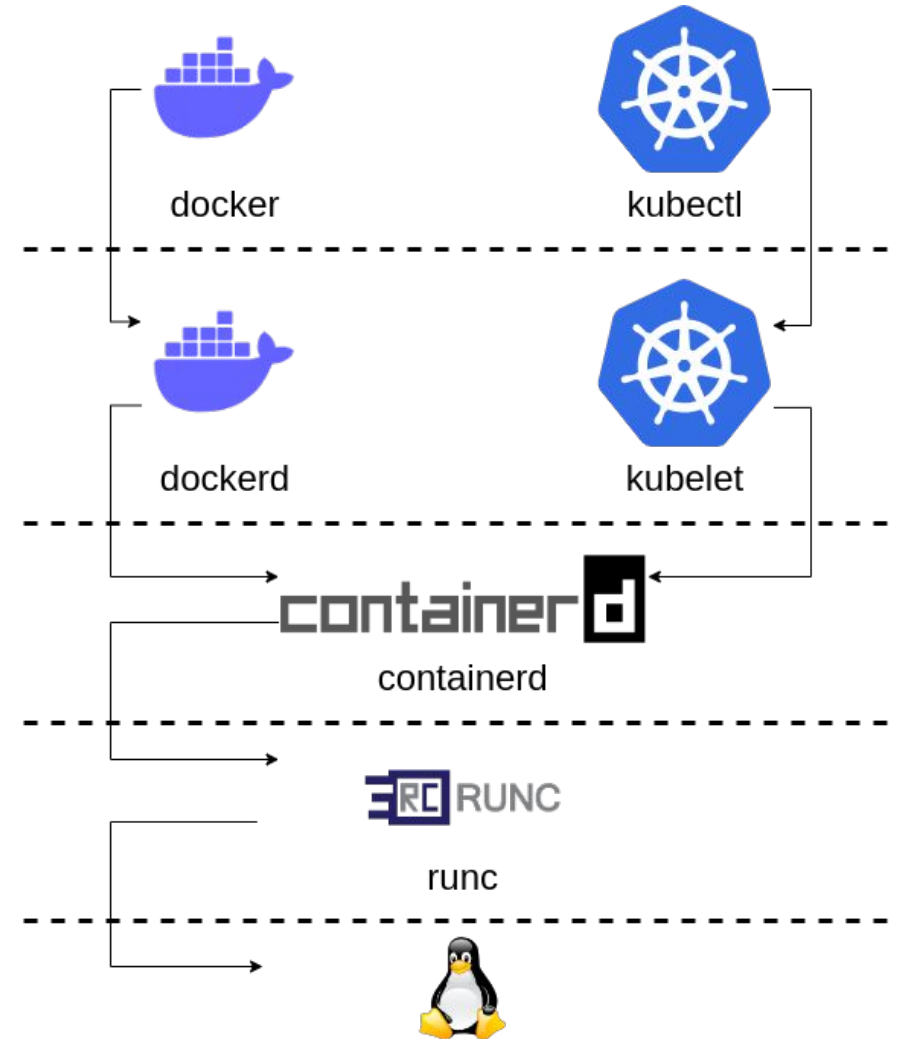 docker
kubectl
dockerd
kubelet
containerd
containerd
RC RUNC
runc